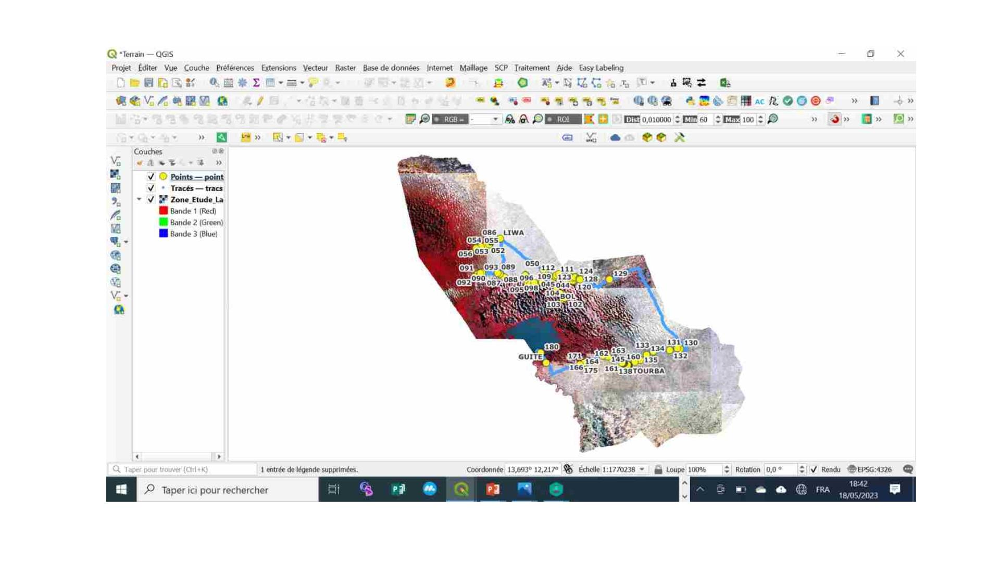 *Terrain — QGIS
Projet Éditer Vue Couche Préférences Extensions Vecteur Raster Base de données Internet Maillage SCP Traitement Aide Easy Labeling
AC
RGB = - ROI Dist 0,010000 Min 60 Max 100
Couches
Points — point
Tracés — tracs
Zone_Etude_La
Bande 1 (Red)
Bande 2 (Green)
Bande 3 (Blue)
086 LIWA
054 055
056 053 052
050
091 093 089 112 111 124 129
092 090 087 088 096 109 123 128
095 098 045 044 120
104 BOL
103 102
180
GUITE
133 134 131 130
171 162 163 132
164 145 160 135
166 175 161 138 TOURBA
Taper pour trouver (Ctrl+K) 1 entrée de légende supprimées. Coordonnée 13,693° 12,217° Échelle 1:1770238 Loupe 100% Rotation 0,0 ° Rendu EPSG:4326
Taper ici pour rechercher FRA 18:42
18/05/2023